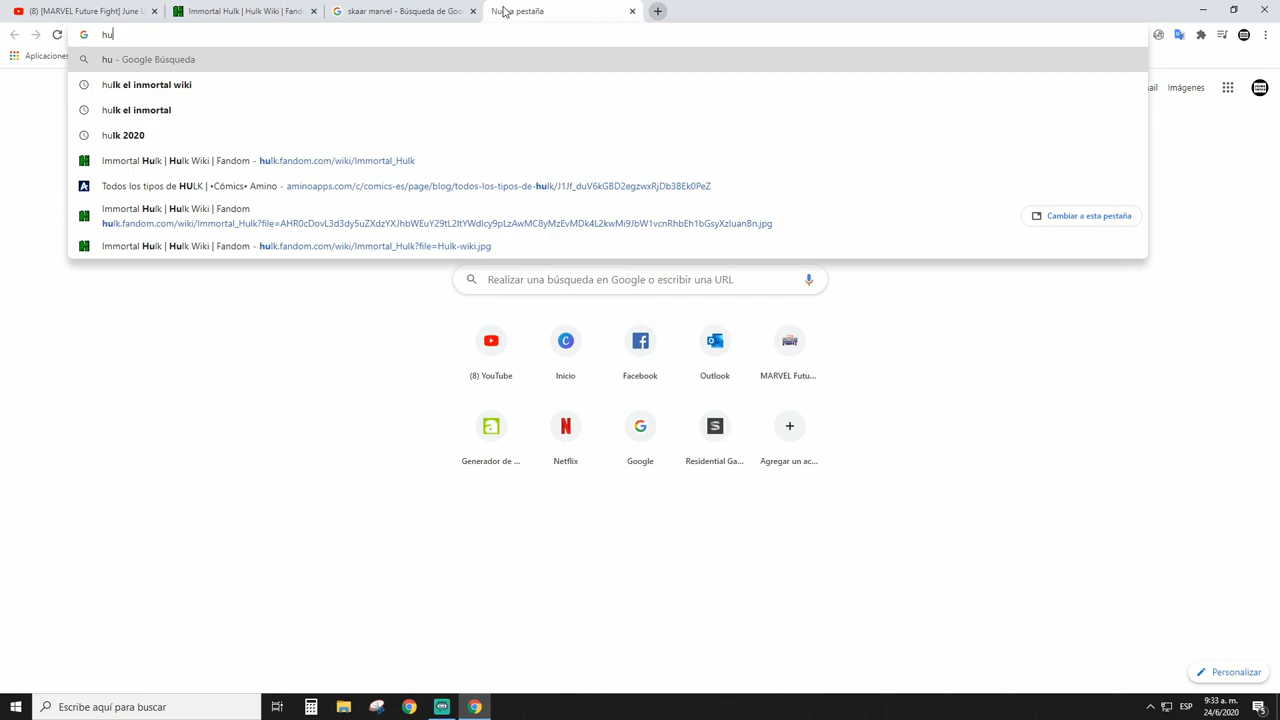 (8) [MARVEL Future Fight] June U
Immortal Hulk | Hulk Wiki | Fand
skaar marvel - Búsqueda de Goo
Nueva pestaña
hu
Aplicaciones
hu - Google Búsqueda
hulk el inmortal wiki
hulk el inmortal
hulk 2020
Immortal Hulk | Hulk Wiki | Fandom - hulk.fandom.com/wiki/Immortal_Hulk
Todos los tipos de HULK | •Cómics• Amino - aminoapps.com/c/comics-es/page/blog/todos-los-tipos-de-hulk/J1Jf_duV6kGBD2egzwxRjDb3BEk0PeZ
Immortal Hulk | Hulk Wiki | Fandom
hulk.fandom.com/wiki/Immortal_Hulk?file=AHR0cDovL3d3dy5uZXdzYXJhbWEuY29tL2ltYWdlcy9pLzAwMC8yMzEvMDk4L2kwMi9JbW1vcnRhbEh1bGsyXzIuanBn.jpg
Cambiar a esta pestaña
Immortal Hulk | Hulk Wiki | Fandom - hulk.fandom.com/wiki/Immortal_Hulk?file=Hulk-wiki.jpg
ail
Imágenes
Realizar una búsqueda en Google o escribir una URL
(8) YouTube
Inicio
Facebook
Outlook
MARVEL Futu...
Generador de ...
Netflix
Google
Residential Ga...
Agregar un ac...
Personalizar
Escribe aquí para buscar
ESP
9:33 a. m.
24/6/2020